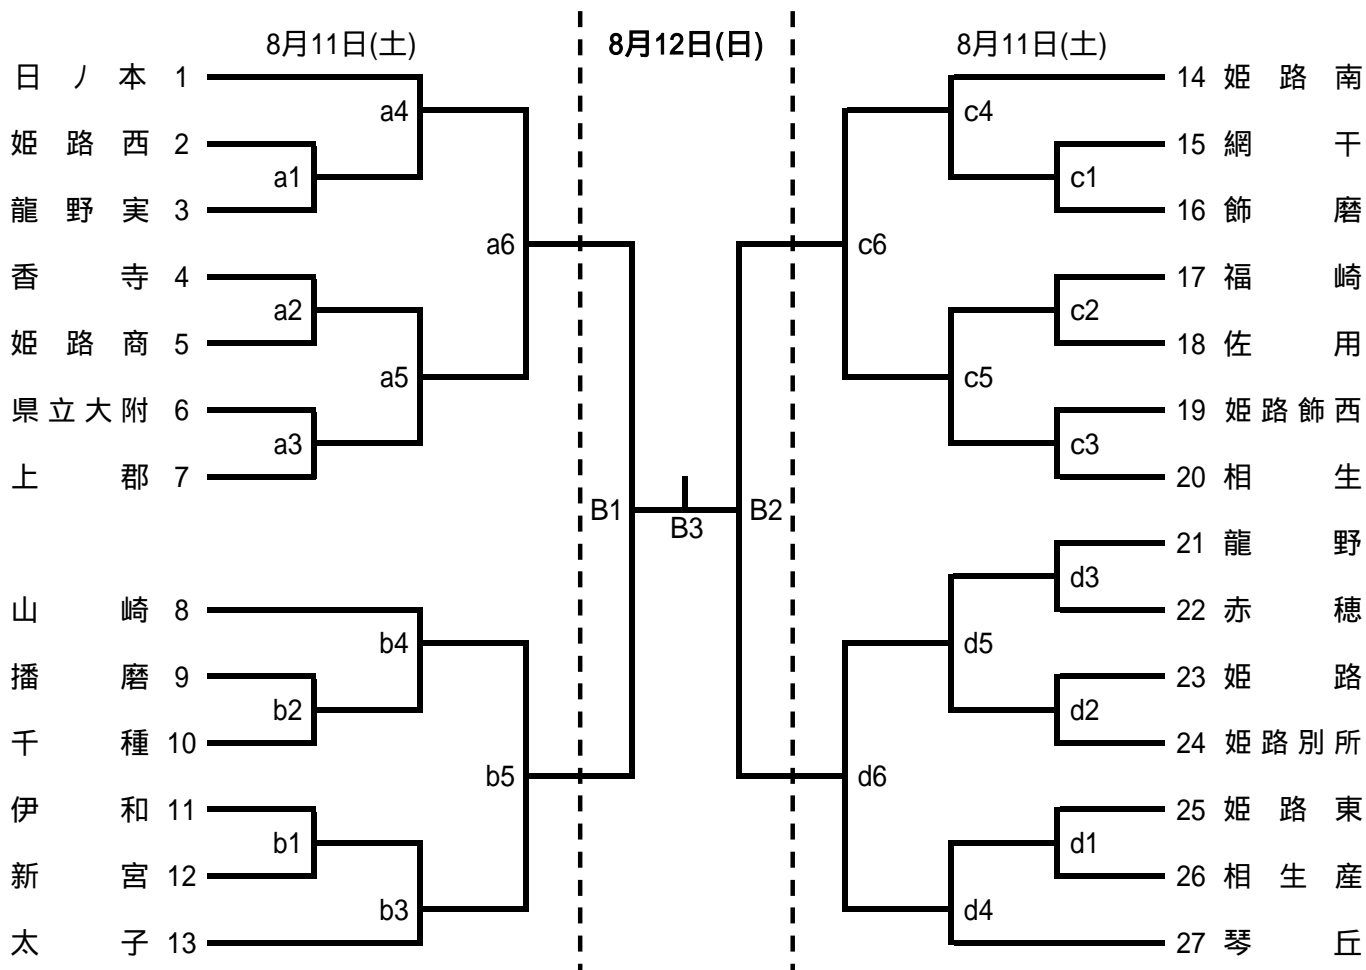 8月11日(土) 8月12日(日) 8月11日(土)
日ノ本 1
姫路西 2
龍野実 3
香寺 4
姫路商 5
県立大附 6
上郡 7
山崎 8
播磨 9
千種 10
伊和 11
新宮 12
太子 13
a4
a1
a6
a2
a5
a3
b4
b2
b5
b1
b3
B1
B3
B2
c4
c1
c6
c2
c5
c3
d3
d5
d2
d6
d1
d4
14 姫路南
15 網干
16 飾磨
17 福崎
18 佐用
19 姫路飾西
20 相生
21 龍野
22 赤穂
23 姫路
24 姫路別所
25 姫路東
26 相生産
27 琴丘